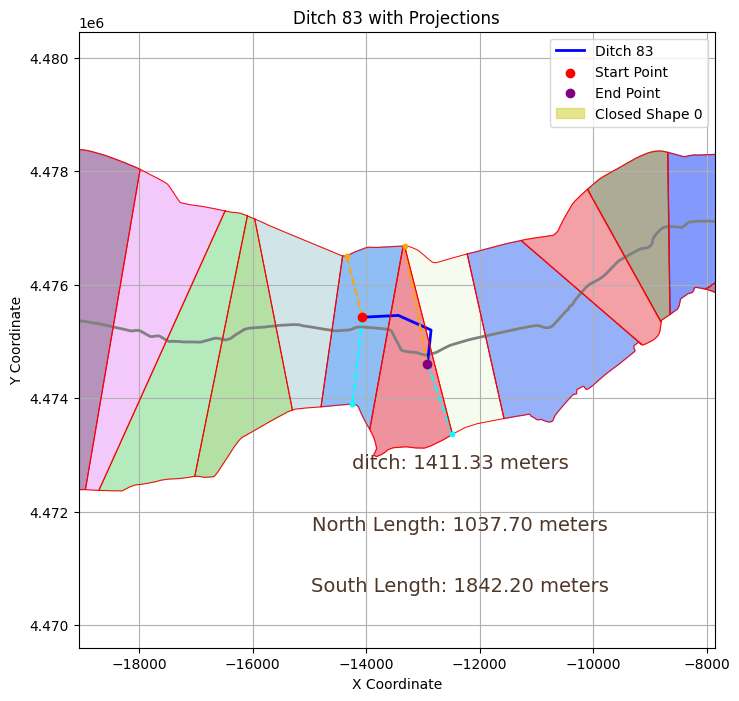 Ditch 83 with Projections
1e6
Ditch 83
Start Point
End Point
Closed Shape 0
4.480
4.478
4.476
4.474
4.472
4.470
Y Coordinate
ditch: 1411.33 meters
North Length: 1037.70 meters
South Length: 1842.20 meters
−18000 −16000 −14000 −12000 −10000 −8000
X Coordinate